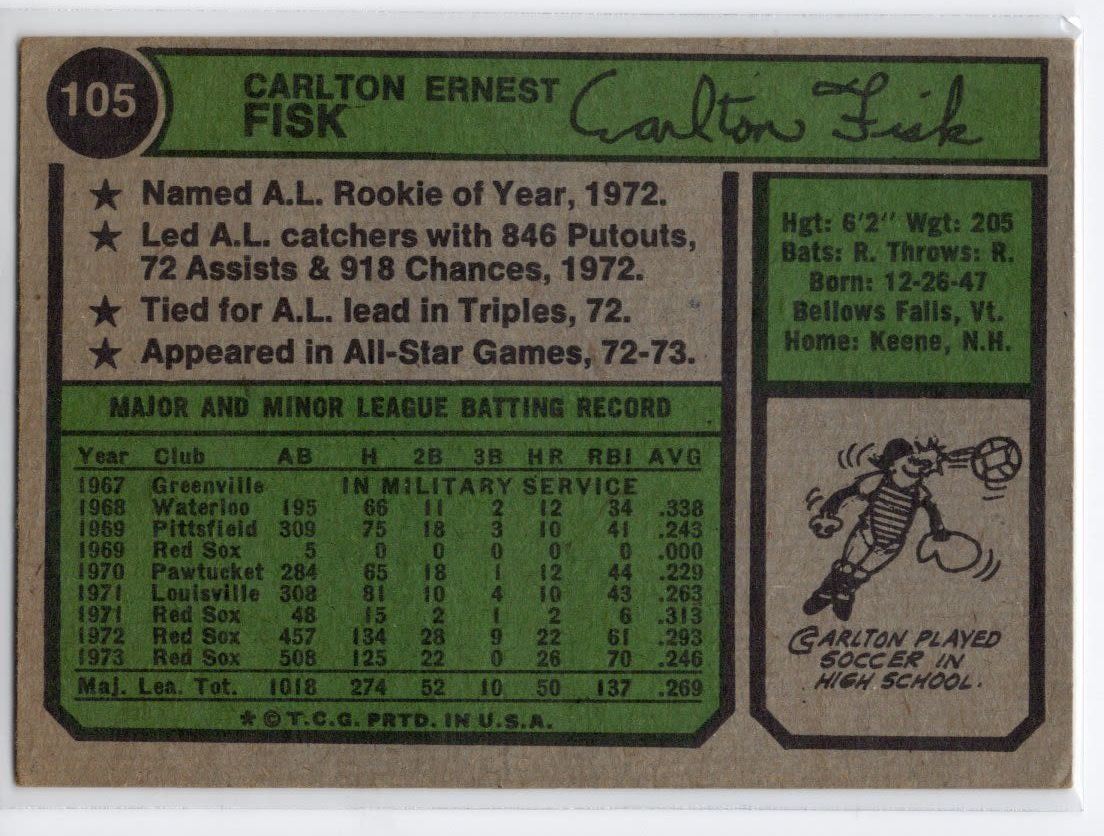 105
CARLTON ERNEST
FISK
Carlton Fisk
★ Named A.L. Rookie of Year, 1972.
★ Led A.L. catchers with 846 Putouts,
72 Assists & 918 Chances, 1972.
★ Tied for A.L. lead in Triples, 72.
★ Appeared in All-Star Games, 72-73.
Hgt: 6'2" Wgt: 205
Bats: R. Throws: R.
Born: 12-26-47
Bellows Falls, Vt.
Home: Keene, N.H.
MAJOR AND MINOR LEAGUE BATTING RECORD
Year Club AB H 2B 3B HR RBI AVG
1967 Greenville IN MILITARY SERVICE
1968 Waterloo 195 66 11 2 12 34 .338
1969 Pittsfield 309 75 18 3 10 41 .243
1969 Red Sox 5 0 0 0 0 0 .000
1970 Pawtucket 284 65 18 1 12 44 .229
1971 Louisville 308 81 10 4 10 43 .263
1971 Red Sox 48 15 2 1 2 6 .313
1972 Red Sox 457 134 28 9 22 61 .293
1973 Red Sox 508 125 22 0 26 70 .246
Maj. Lea. Tot. 1018 274 52 10 50 137 .269
* © T.C.G. PRTD. IN U.S.A.
CARLTON PLAYED
SOCCER IN
HIGH SCHOOL.